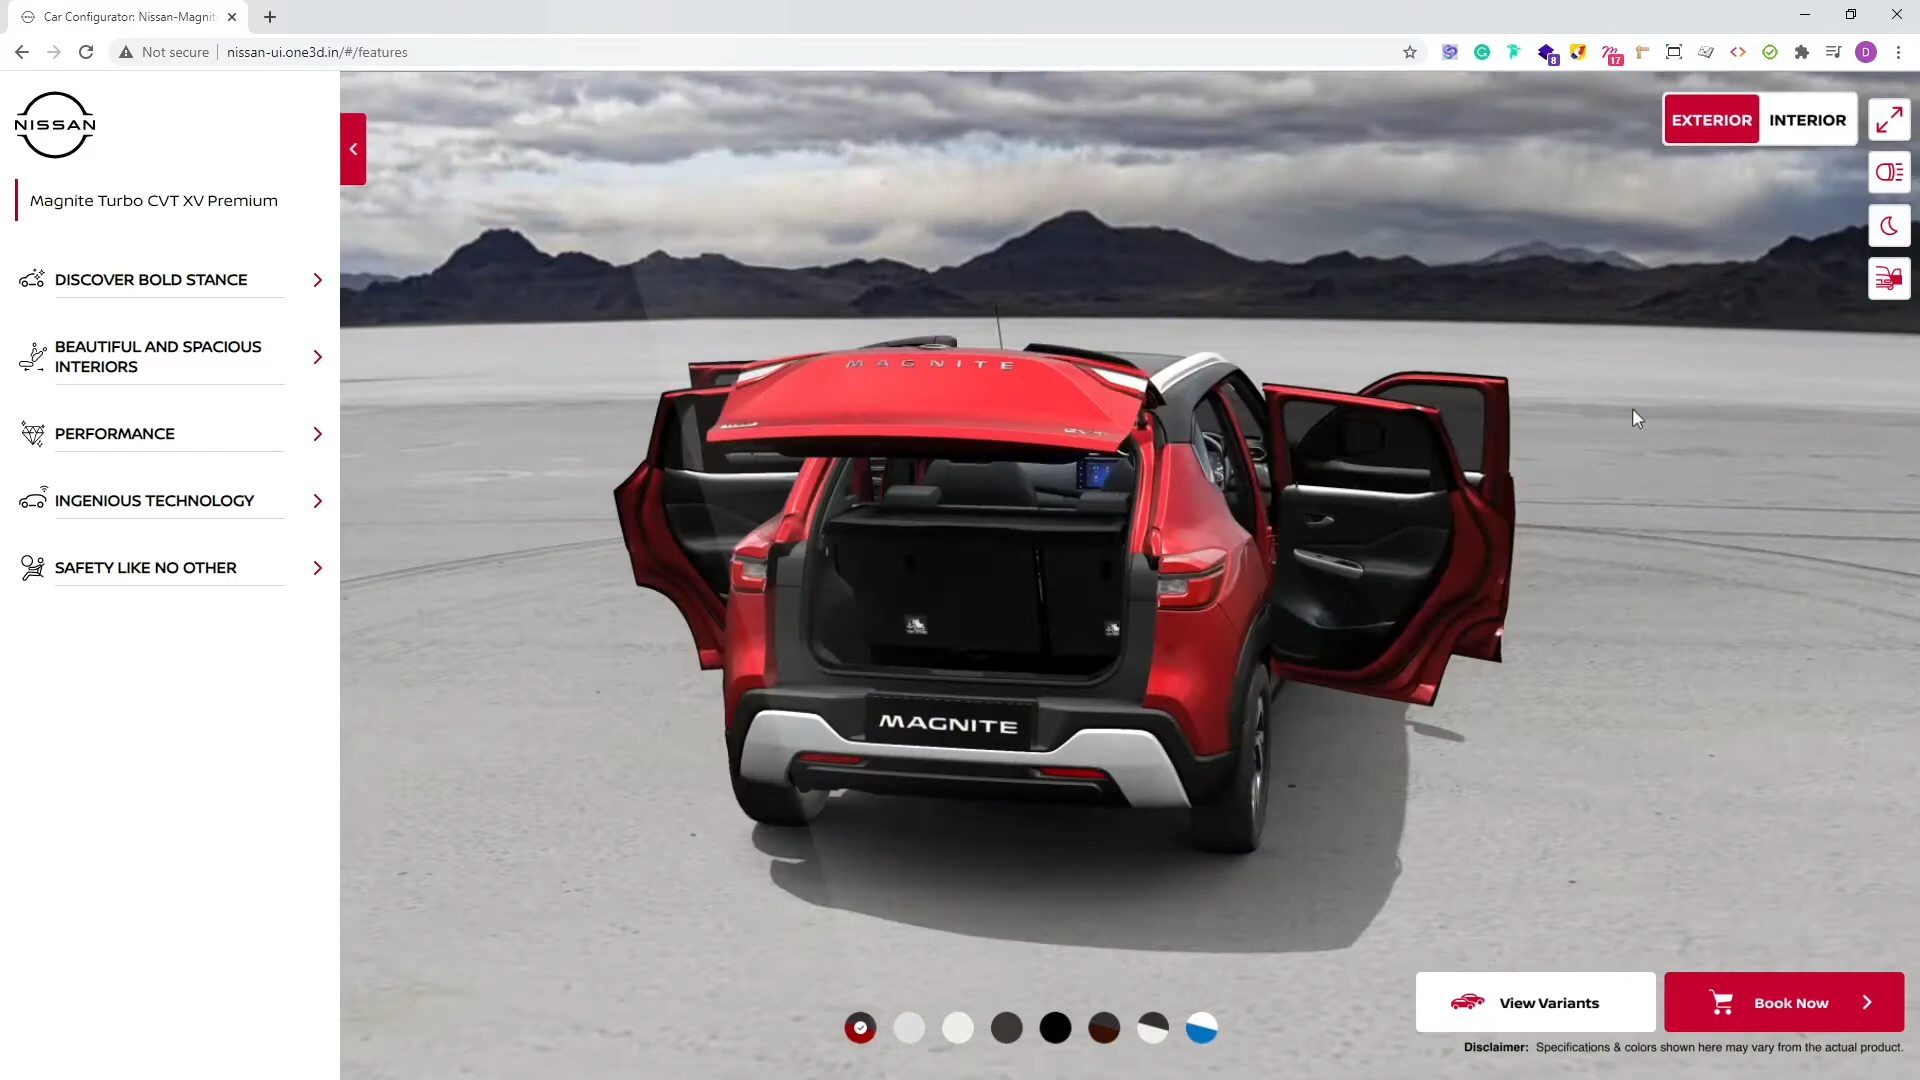 Car Configurator: Nissan-Magnit
Not secure
nissan-ui.one3d.in/#/features
8
17
D
NISSAN
Magnite Turbo CVT XV Premium
DISCOVER BOLD STANCE
BEAUTIFUL AND SPACIOUS
INTERIORS
PERFORMANCE
INGENIOUS TECHNOLOGY
SAFETY LIKE NO OTHER
EXTERIOR
INTERIOR
MAGNITE
MAGNITE
View Variants
Book Now
Disclaimer: Specifications & colors shown here may vary from the actual product.